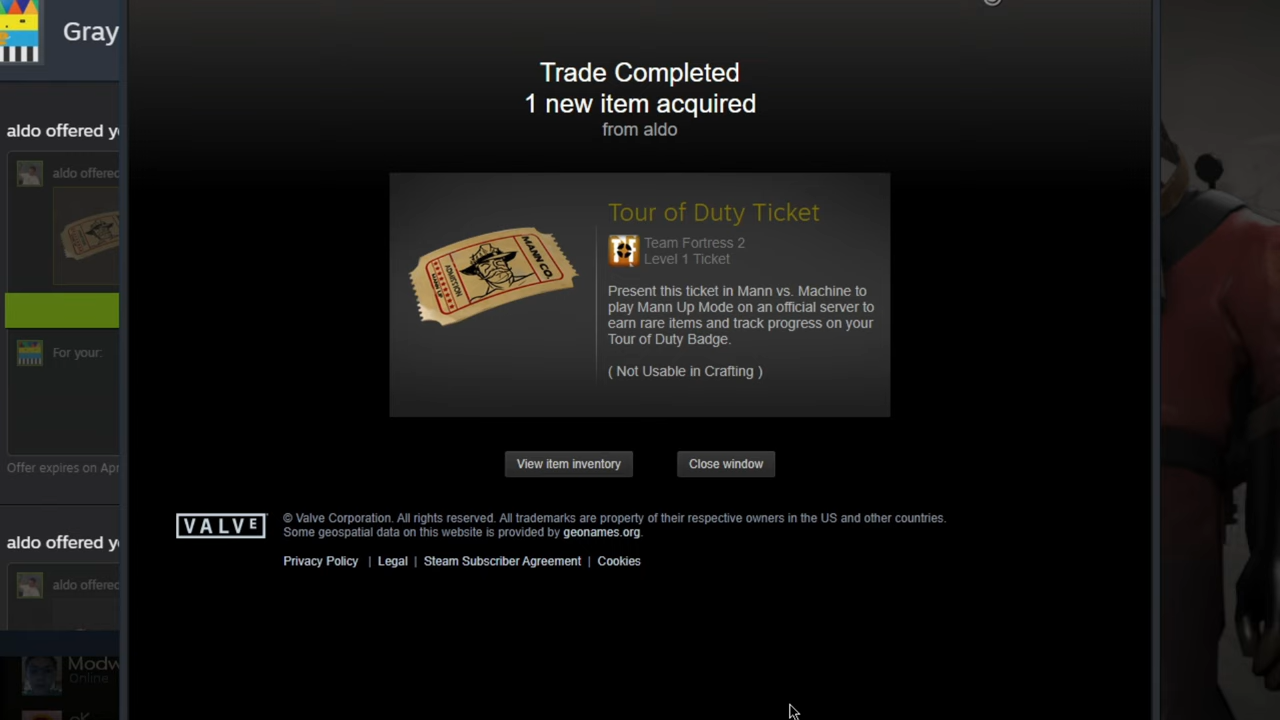 Gray
aldo offered y
aldo offered
For your:
Offer expires on Apr
aldo offered y
aldo offered
Modw
Online
Trade Completed
1 new item acquired
from aldo
MANN CO.
ADMISSION
Tour of Duty Ticket
Team Fortress 2
Level 1 Ticket
Present this ticket in Mann vs. Machine to
play Mann Up Mode on an official server to
earn rare items and track progress on your
Tour of Duty Badge.
( Not Usable in Crafting )
View item inventory
Close window
VALVE
© Valve Corporation. All rights reserved. All trademarks are property of their respective owners in the US and other countries.
Some geospatial data on this website is provided by geonames.org.
Privacy Policy | Legal | Steam Subscriber Agreement | Cookies